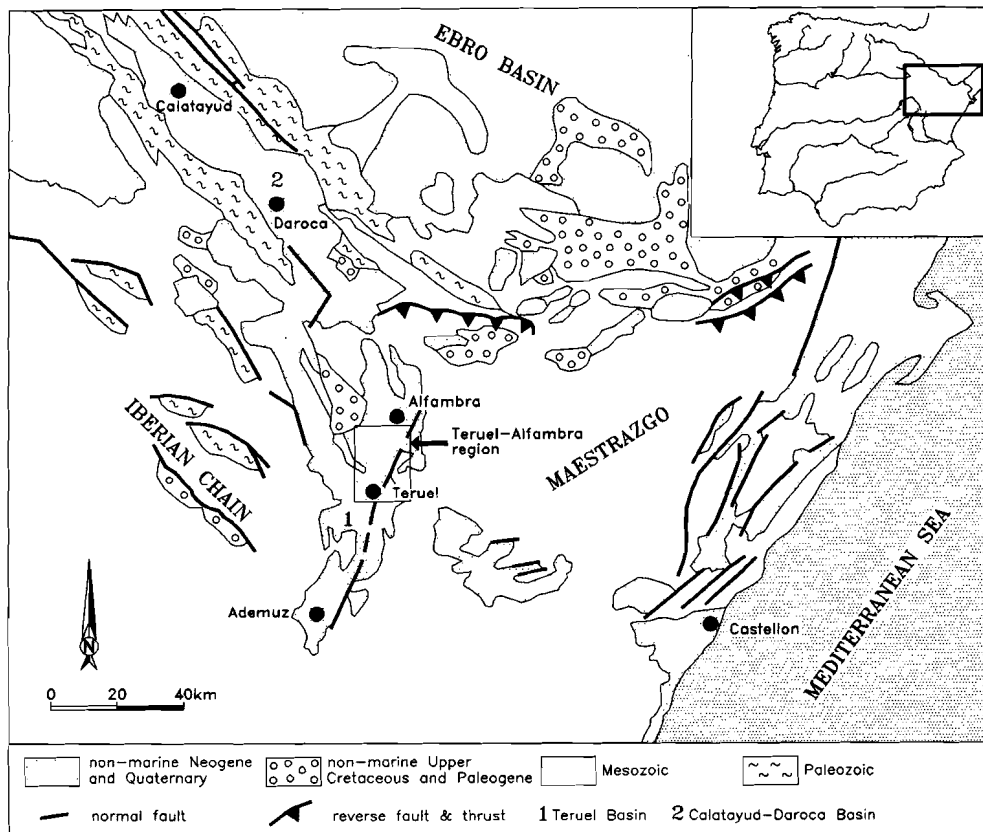 EBRO BASIN
Calatayud
2
Daroca
Alfambra
Teruel-Alfambra
region
IBERIAN CHAIN
MAESTRAZGO
Teruel
1
MEDITERRANEAN SEA
Ademuz
Castellon
N
0 20 40km
non-marine Neogene
and Quaternary
non-marine Upper
Cretaceous and Paleogene
Mesozoic
Paleozoic
normal fault
reverse fault & thrust
1 Teruel Basin
2 Calatayud-Daroca Basin